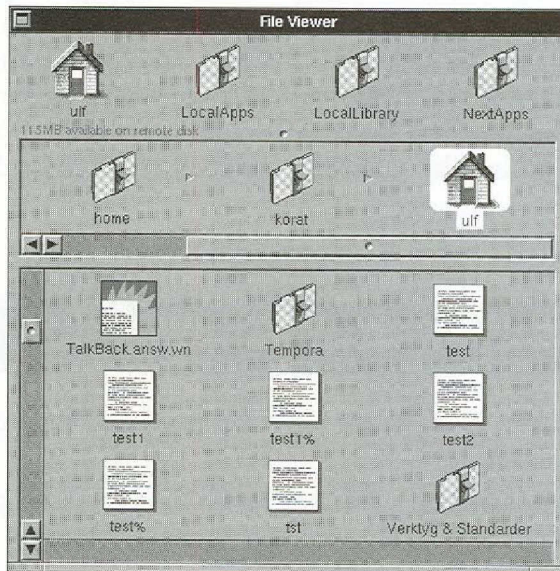 File Viewer
ulf LocalApps LocalLibrary NextApps
115MB available on remote disk
home korat ulf
TalkBack.answ.wn Tempora test
test1 test1% test2
test% tst Verktyg & Standarder